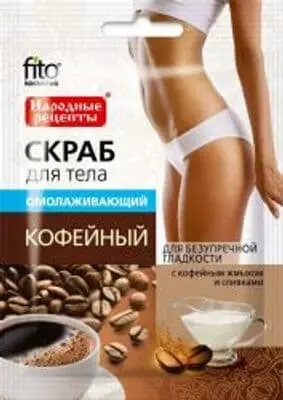 fito
косметик
Народные
рецепты
®
СКРАБ
для тела
омолаживающий
КОФЕЙНЫЙ
ДЛЯ БЕЗУПРЕЧНОЙ
ГЛАДКОСТИ
с кофейным жмыхом
и сливками